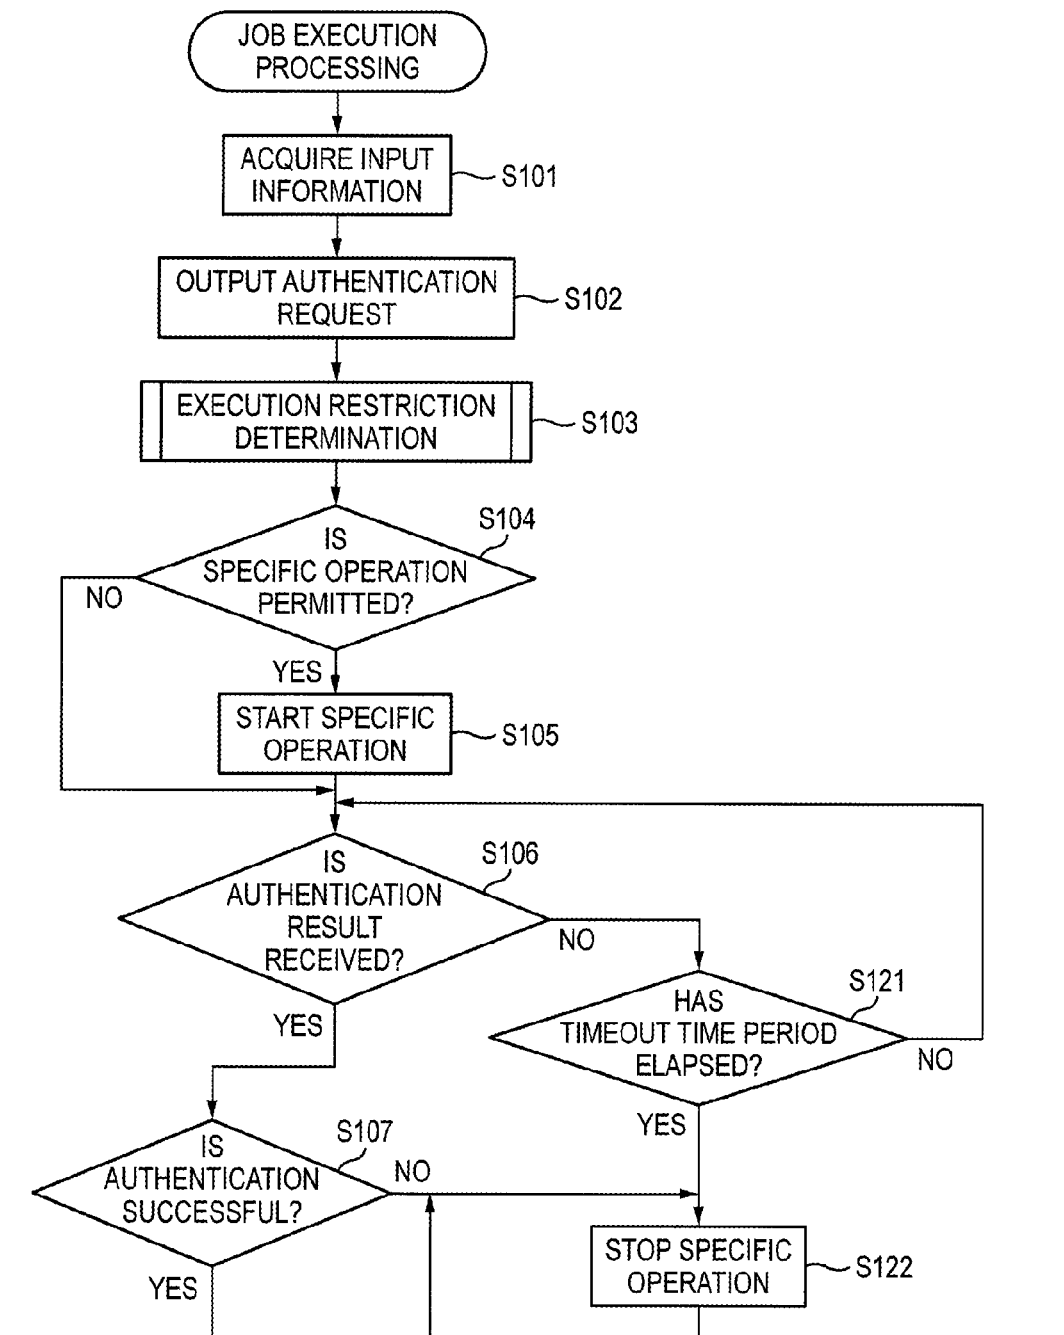 JOB EXECUTION
PROCESSING
ACQUIRE INPUT
INFORMATION
S101
OUTPUT AUTHENTICATION
REQUEST
S102
EXECUTION RESTRICTION
DETERMINATION
S103
S104
IS
SPECIFIC OPERATION
PERMITTED?
NO
YES
START SPECIFIC
OPERATION
S105
S106
IS
AUTHENTICATION
RESULT
RECEIVED?
NO
YES
S121
HAS
TIMEOUT TIME PERIOD
ELAPSED?
NO
YES
S107
IS
AUTHENTICATION
SUCCESSFUL?
NO
YES
STOP SPECIFIC
OPERATION
S122